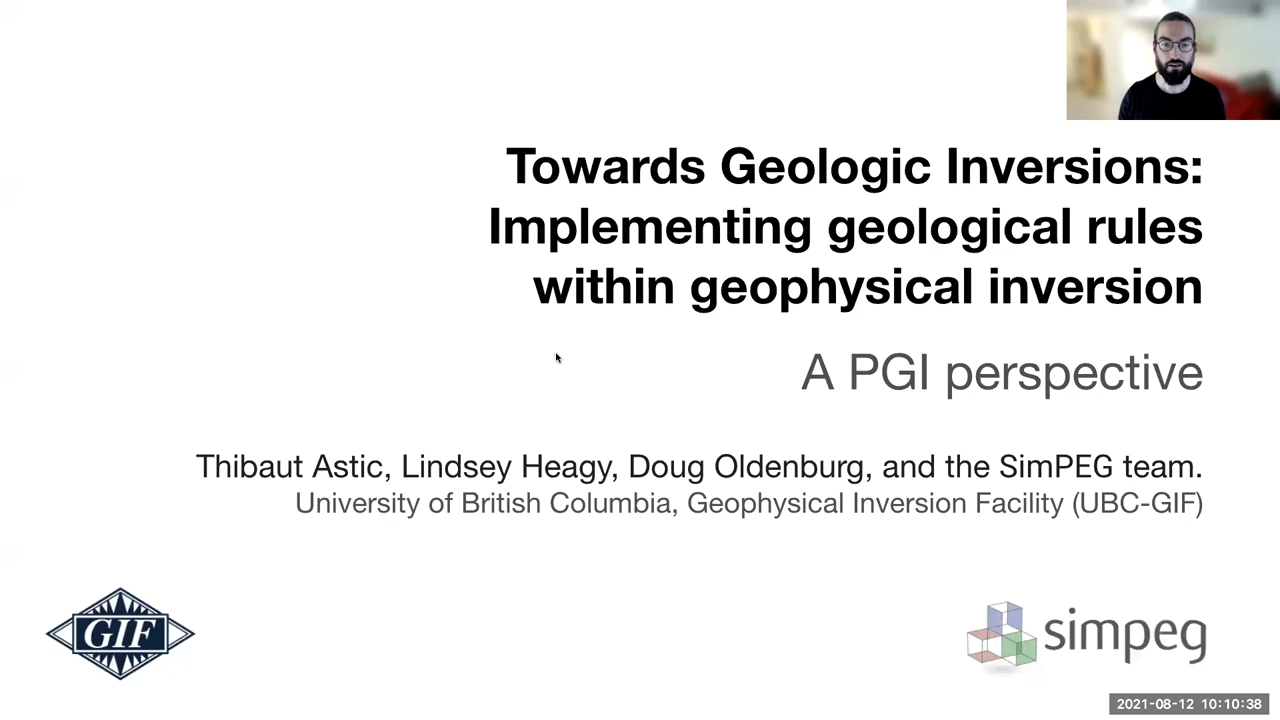 Towards Geologic Inversions:
Implementing geological rules
within geophysical inversion
A PGI perspective
Thibaut Astic, Lindsey Heagy, Doug Oldenburg, and the SimPEG team.
University of British Columbia, Geophysical Inversion Facility (UBC-GIF)
GIF
simpeg
2021-08-12 10:10:38